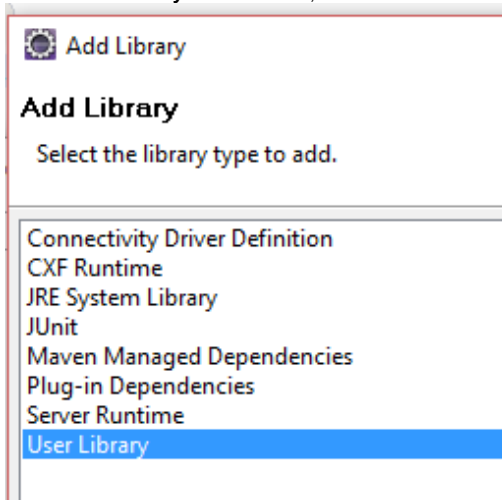 Add Library
Add Library
Select the library type to add.
Connectivity Driver Definition
CXF Runtime
JRE System Library
JUnit
Maven Managed Dependencies
Plug-in Dependencies
Server Runtime
User Library